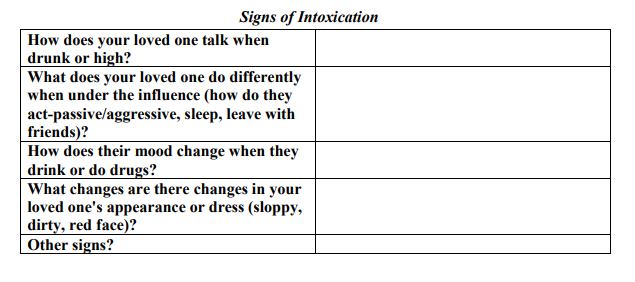 Signs of Intoxication
How does your loved one talk when
drunk or high?
What does your loved one do differently
when under the influence (how do they
act-passive/aggressive, sleep, leave with
friends)?
How does their mood change when they
drink or do drugs?
What changes are there changes in your
loved one's appearance or dress (sloppy,
dirty, red face)?
Other signs?